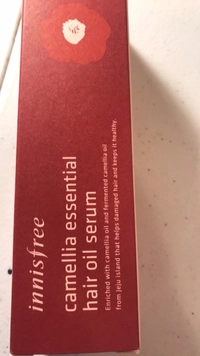 innisfree
camellia essential
hair oil serum
Enriched with camellia oil and fermented camellia oil
from Jeju island that helps damaged hair and keeps it healthy.